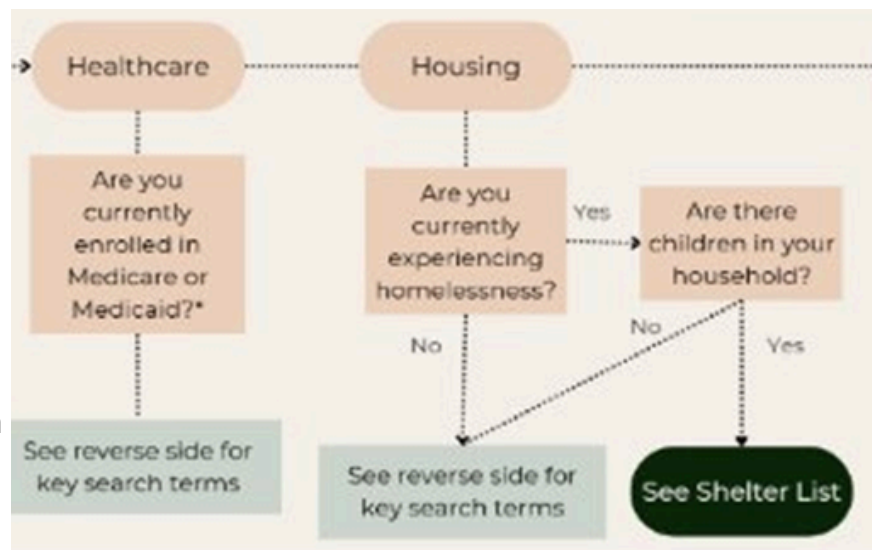 Healthcare
Housing
Are you
currently
enrolled in
Medicare or
Medicaid?*
Are you
currently
experiencing
homelessness?
Yes
Are there
children in your
household?
No
No
Yes
See reverse side for
key search terms
See reverse side for
key search terms
See Shelter List